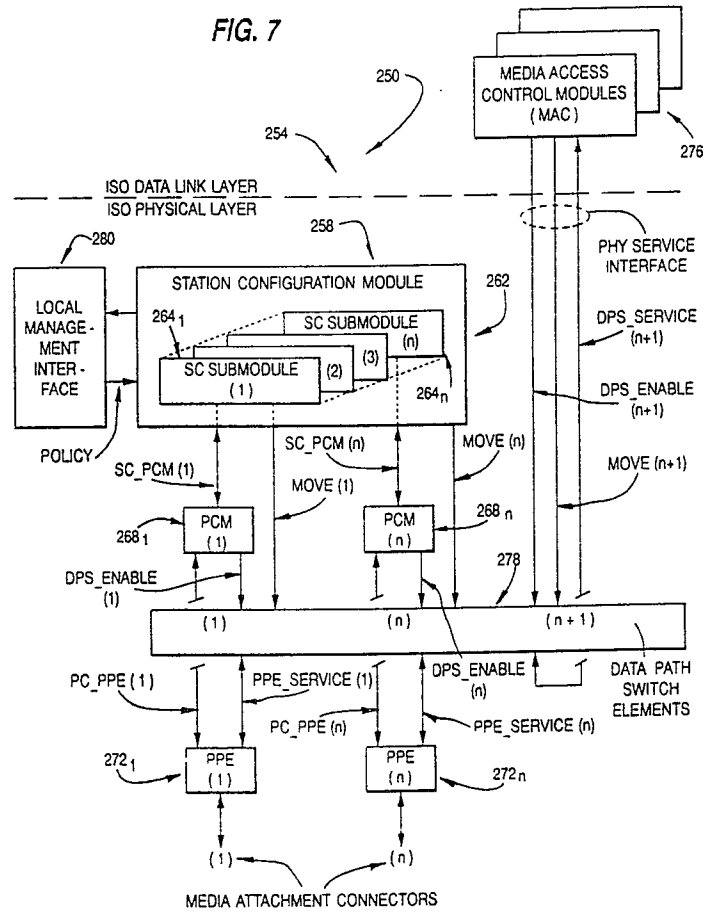 FIG. 7
250
254
MEDIA ACCESS
CONTROL MODULES
(MAC)
276
ISO DATA LINK LAYER
ISO PHYSICAL LAYER
280
258
PHY SERVICE
INTERFACE
LOCAL
MANAGE-
MENT
INTER-
FACE
STATION CONFIGURATION MODULE
264 1
SC SUBMODULE
(n)
(3)
(2)
SC SUBMODULE
(1)
262
264 n
DPS_SERVICE
(n+1)
DPS_ENABLE
(n+1)
POLICY
SC_PCM (1)
SC_PCM (n)
MOVE (n)
MOVE (1)
MOVE (n+1)
268 1
PCM
(1)
PCM
(n)
268 n
DPS_ENABLE
(1)
278
(1)
(n)
(n+1)
PC_PPE (1)
PPE_SERVICE (1)
DPS_ENABLE
(n)
DATA PATH
SWITCH
ELEMENTS
PC_PPE (n)
PPE_SERVICE (n)
272 1
PPE
(1)
PPE
(n)
272 n
(1)
(n)
MEDIA ATTACHMENT CONNECTORS